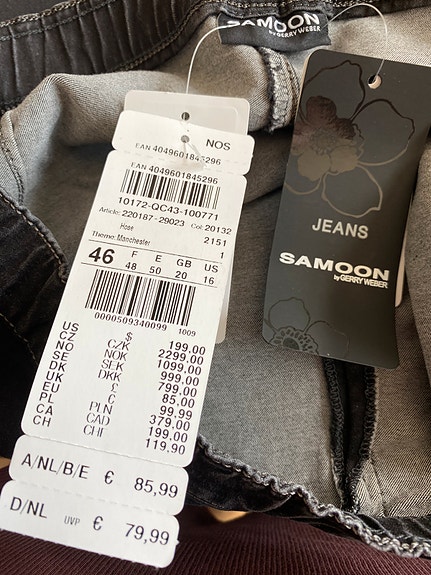 SAMOON
by GERRY WEBER
NOS
EAN 4049601845296
EAN 4049601845296
10172-QC43-100771
Article: 220187-29023 Col: 20132
Hose 2151
Theme: Manchester 1
46 F E GB US
48 50 20 16
0000509340099 1009
US $ 199.00
CZ CZK 2299.00
NO NOK 1099.00
SE SEK 999.00
DK DKK 799.00
UK £ 85.00
EU € 99.99
PL PLN 379.00
CA CAD 199.00
CH CHF 119.90
A/NL/B/E € 85,99
D/NL UVP € 79,99
JEANS
SAMOON
by GERRY WEBER